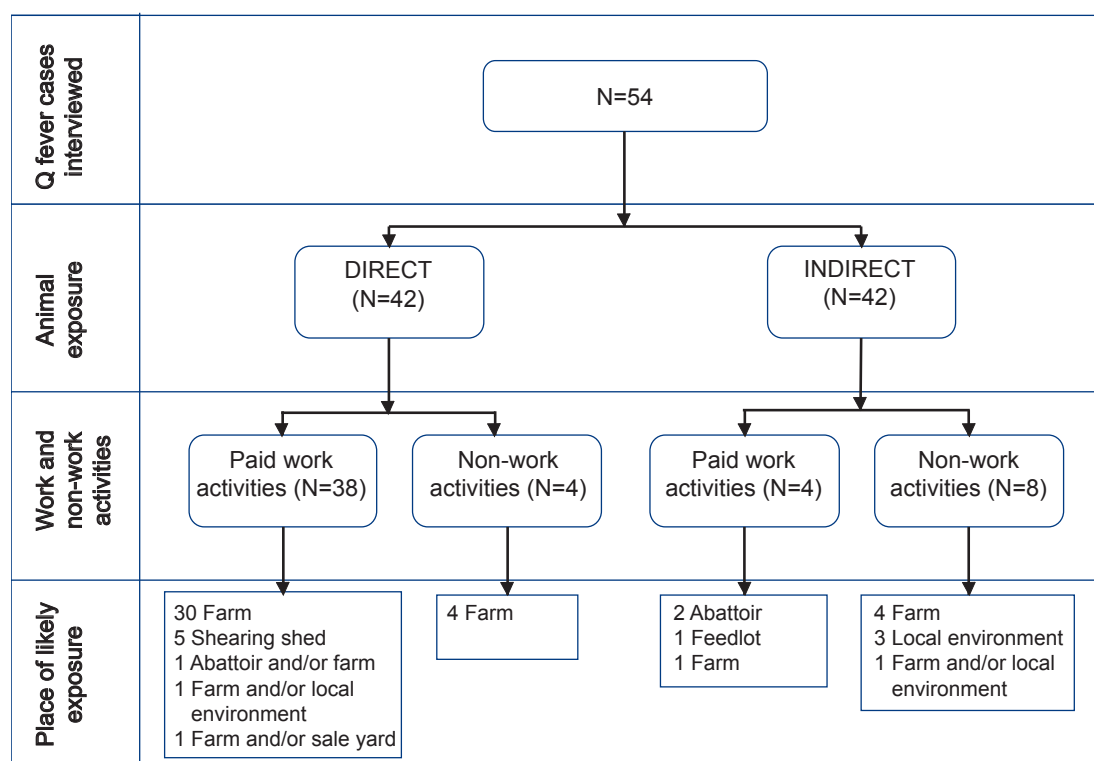 Q fever cases
interviewed
N=54
Animal
exposure
DIRECT
(N=42)
INDIRECT
(N=42)
Work and
non-work
activities
Paid work
activities (N=38)
Non-work
activities (N=4)
Paid work
activities (N=4)
Non-work
activities (N=8)
Place of likely
exposure
30 Farm
5 Shearing shed
1 Abattoir and/or farm
1 Farm and/or local
environment
1 Farm and/or sale yard
4 Farm
2 Abattoir
1 Feedlot
1 Farm
4 Farm
3 Local environment
1 Farm and/or local
environment